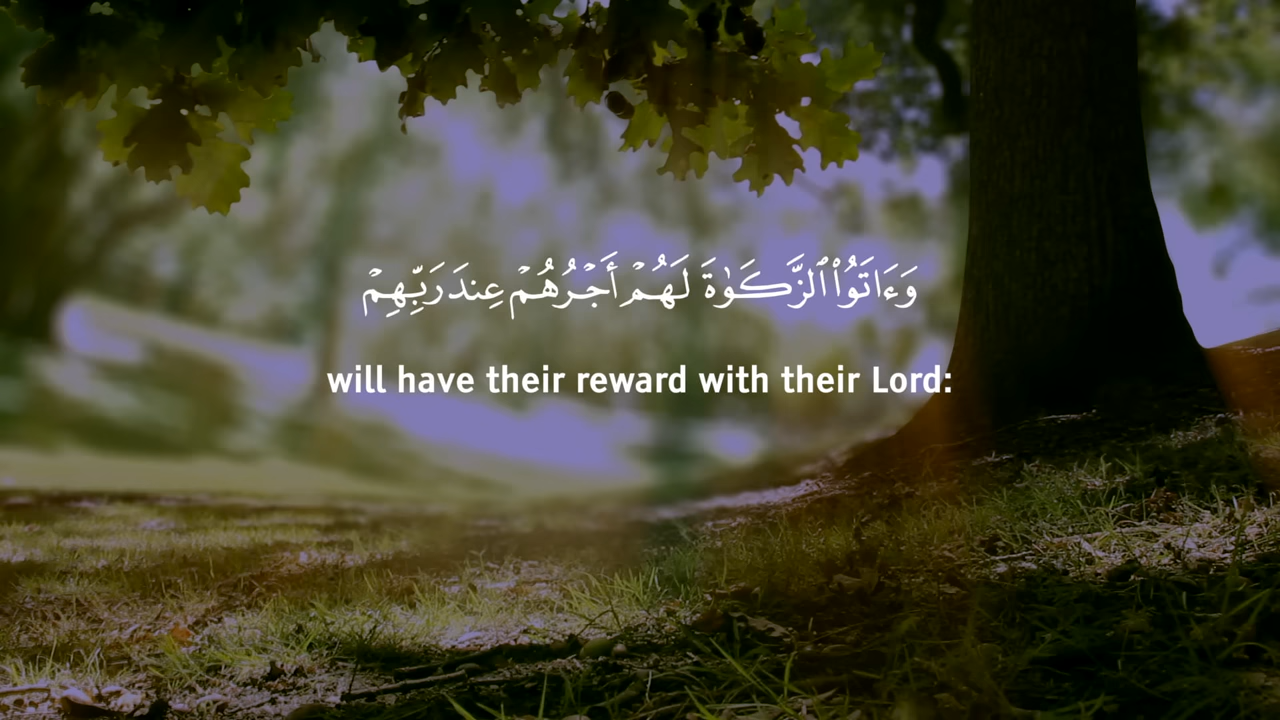 وَءَاتَوُا۟ ٱلزَّكَوٰةَ لَهُمْ أَجْرُهُمْ عِندَ رَبِّهِمْ
will have their reward with their Lord: